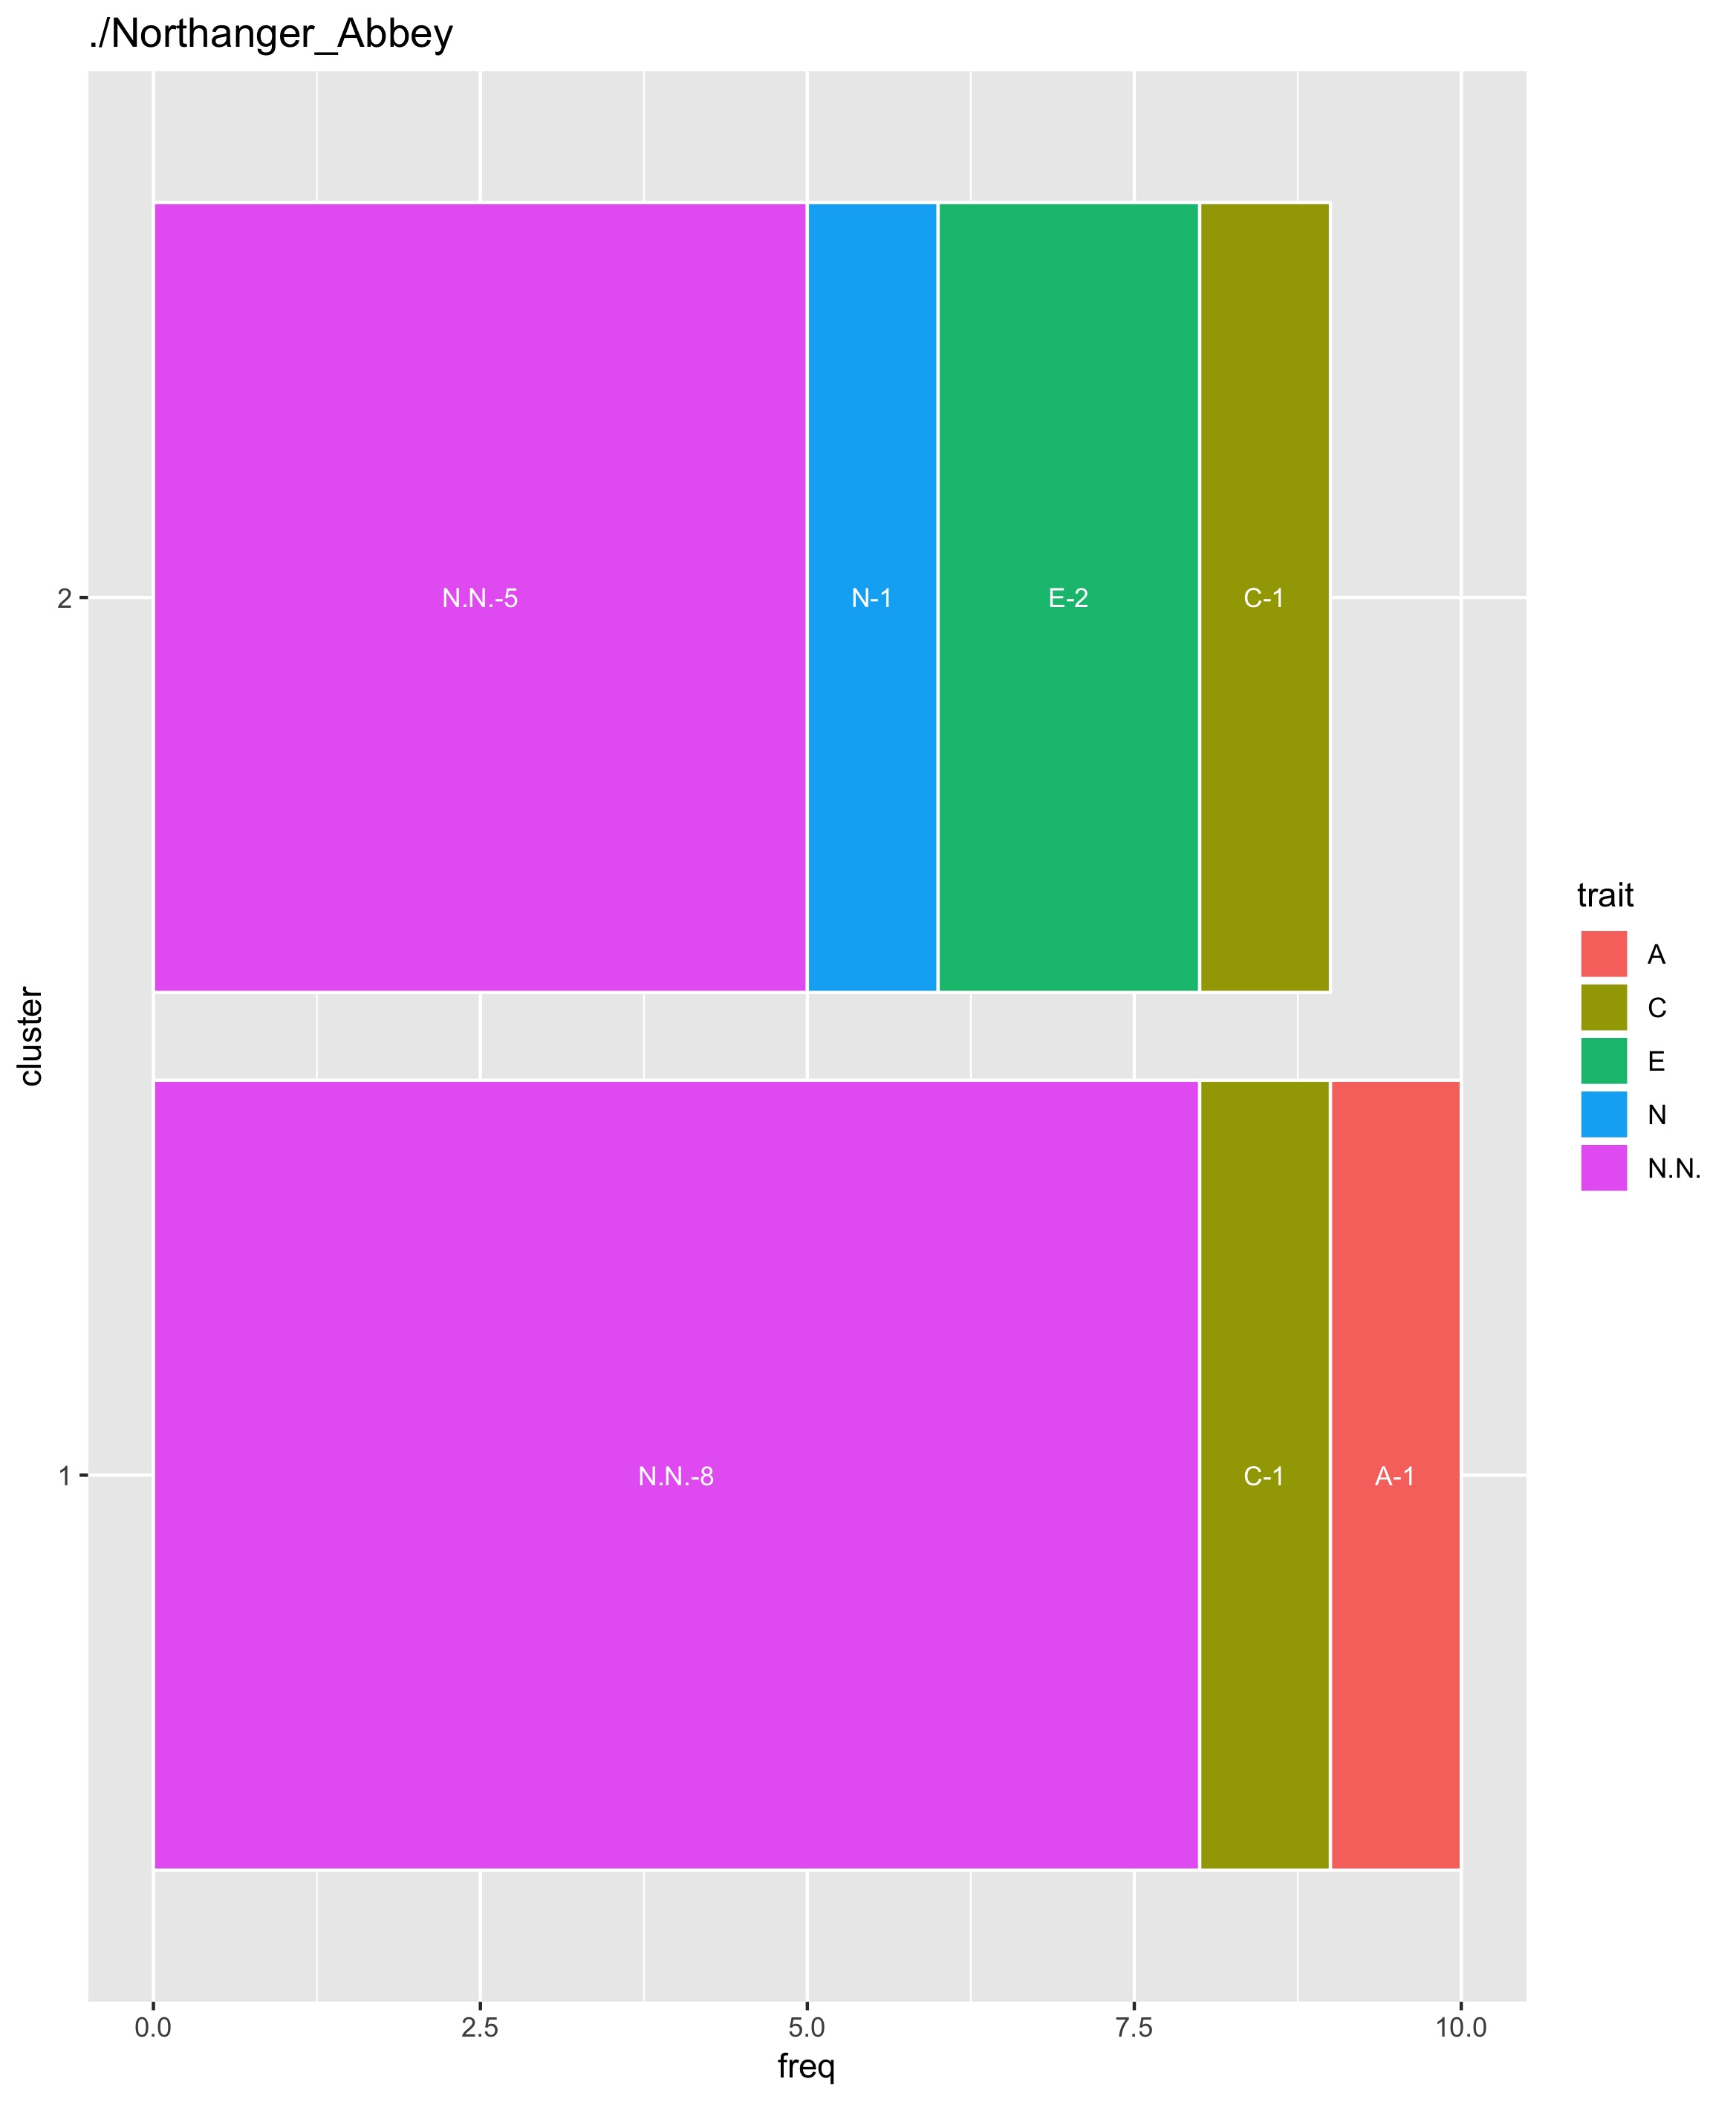 ./Northanger_Abbey
cluster
2
N.N.-5
N-1
E-2
C-1
1
N.N.-8
C-1
A-1
0.0
2.5
5.0
7.5
10.0
freq
trait
A
C
E
N
N.N.